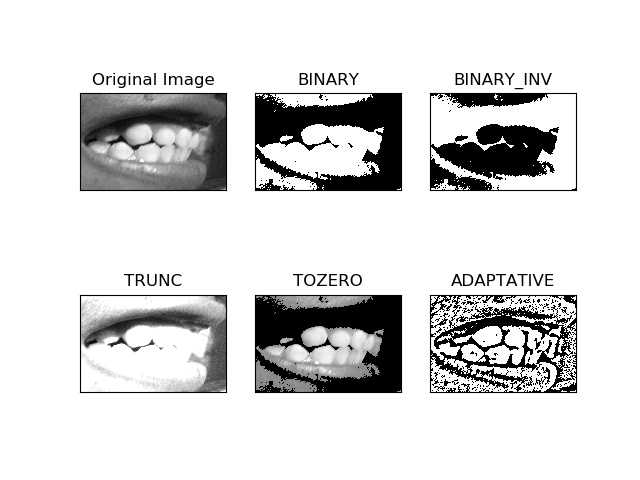 Original Image
BINARY
BINARY_INV
TRUNC
TOZERO
ADAPTATIVE